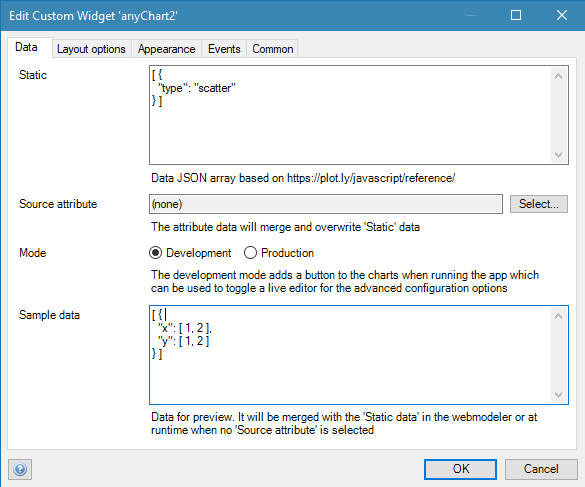 Edit Custom Widget 'anyChart2'
Data Layout options Appearance Events Common
Static
[ {
"type": "scatter"
} ]
Data JSON array based on https://plot.ly/javascript/reference/
Source attribute (none) Select...
The attribute data will merge and overwrite 'Static' data
Mode Development Production
The development mode adds a button to the charts when running the app which
can be used to toggle a live editor for the advanced configuration options
Sample data
[ {
"x": [ 1, 2 ],
"y": [ 1, 2 ]
} ]
Data for preview. It will be merged with the 'Static data' in the webmodeler or at
runtime when no 'Source attribute' is selected
? OK Cancel